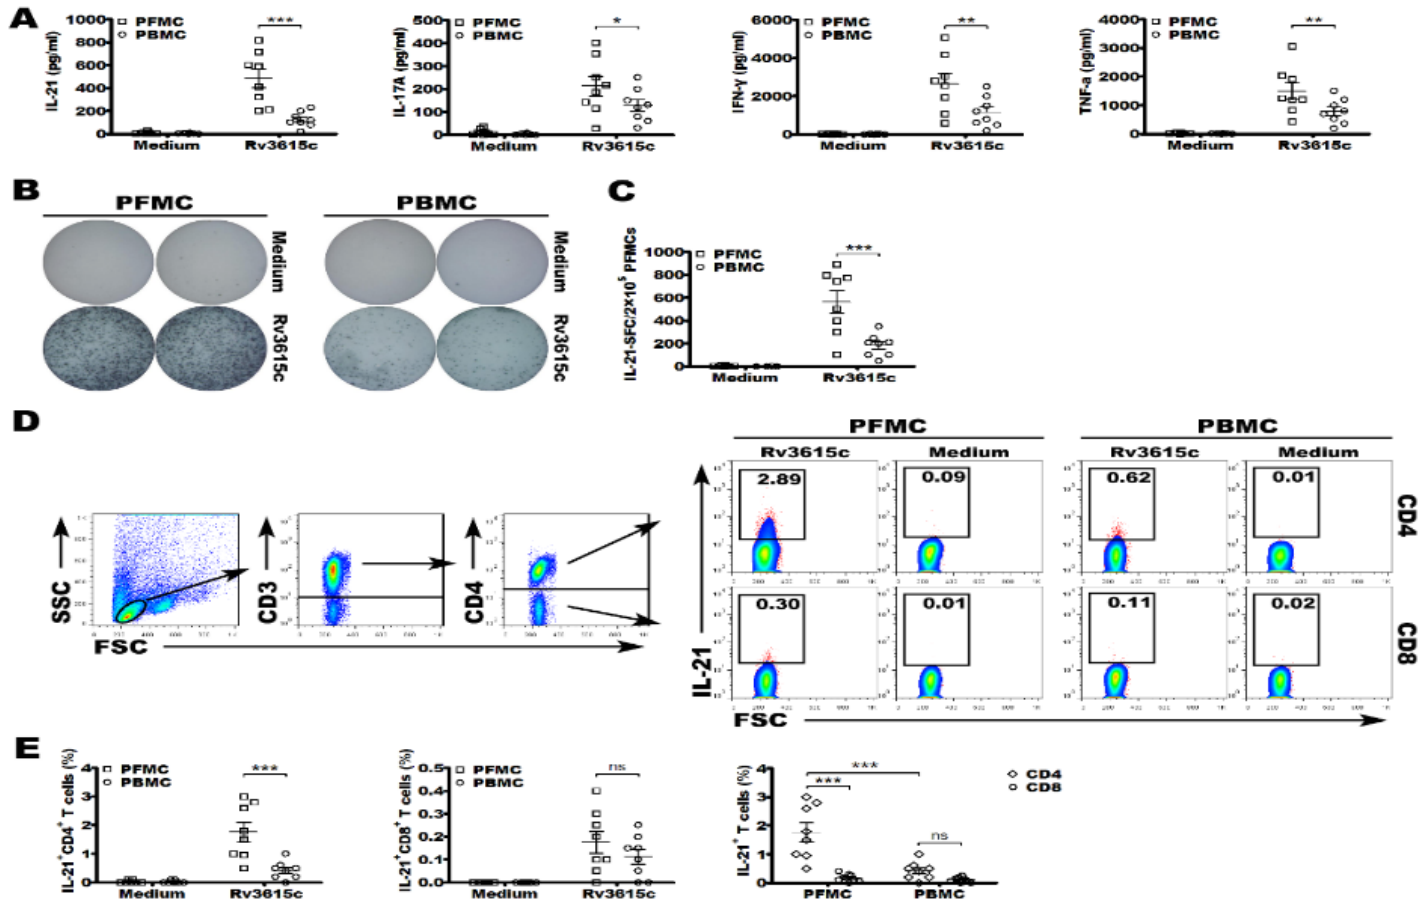 A
IL-21 (pg/ml)
1000
800
600
400
200
0
PFMC
PBMC
***
Medium
Rv3615c
IL-17A (pg/ml)
500
400
300
200
100
0
PFMC
PBMC
*
Medium
Rv3615c
IFN-γ (pg/ml)
6000
4000
2000
0
PFMC
PBMC
**
Medium
Rv3615c
TNF-a (pg/ml)
4000
3000
2000
1000
0
PFMC
PBMC
**
Medium
Rv3615c
B
PFMC
PBMC
Medium
Rv3615c
Medium
Rv3615c
C
IL-21-SFC/2×10⁵ PFMCs
1000
800
600
400
200
0
PFMC
PBMC
***
Medium
Rv3615c
D
SSC
CD3
CD4
FSC
PFMC
PBMC
Rv3615c
Medium
Rv3615c
Medium
2.89
0.09
0.62
0.01
CD4
0.30
0.01
0.11
0.02
CD8
IL-21
FSC
E
IL-21⁺CD4⁺ T cells (%)
4
3
2
1
0
PFMC
PBMC
***
Medium
Rv3615c
IL-21⁺CD8⁺ T cells (%)
0.5
0.4
0.3
0.2
0.1
0.0
PFMC
PBMC
ns
Medium
Rv3615c
IL-21⁺ T cells (%)
4
3
2
1
0
***
***
ns
CD4
CD8
PFMC
PBMC